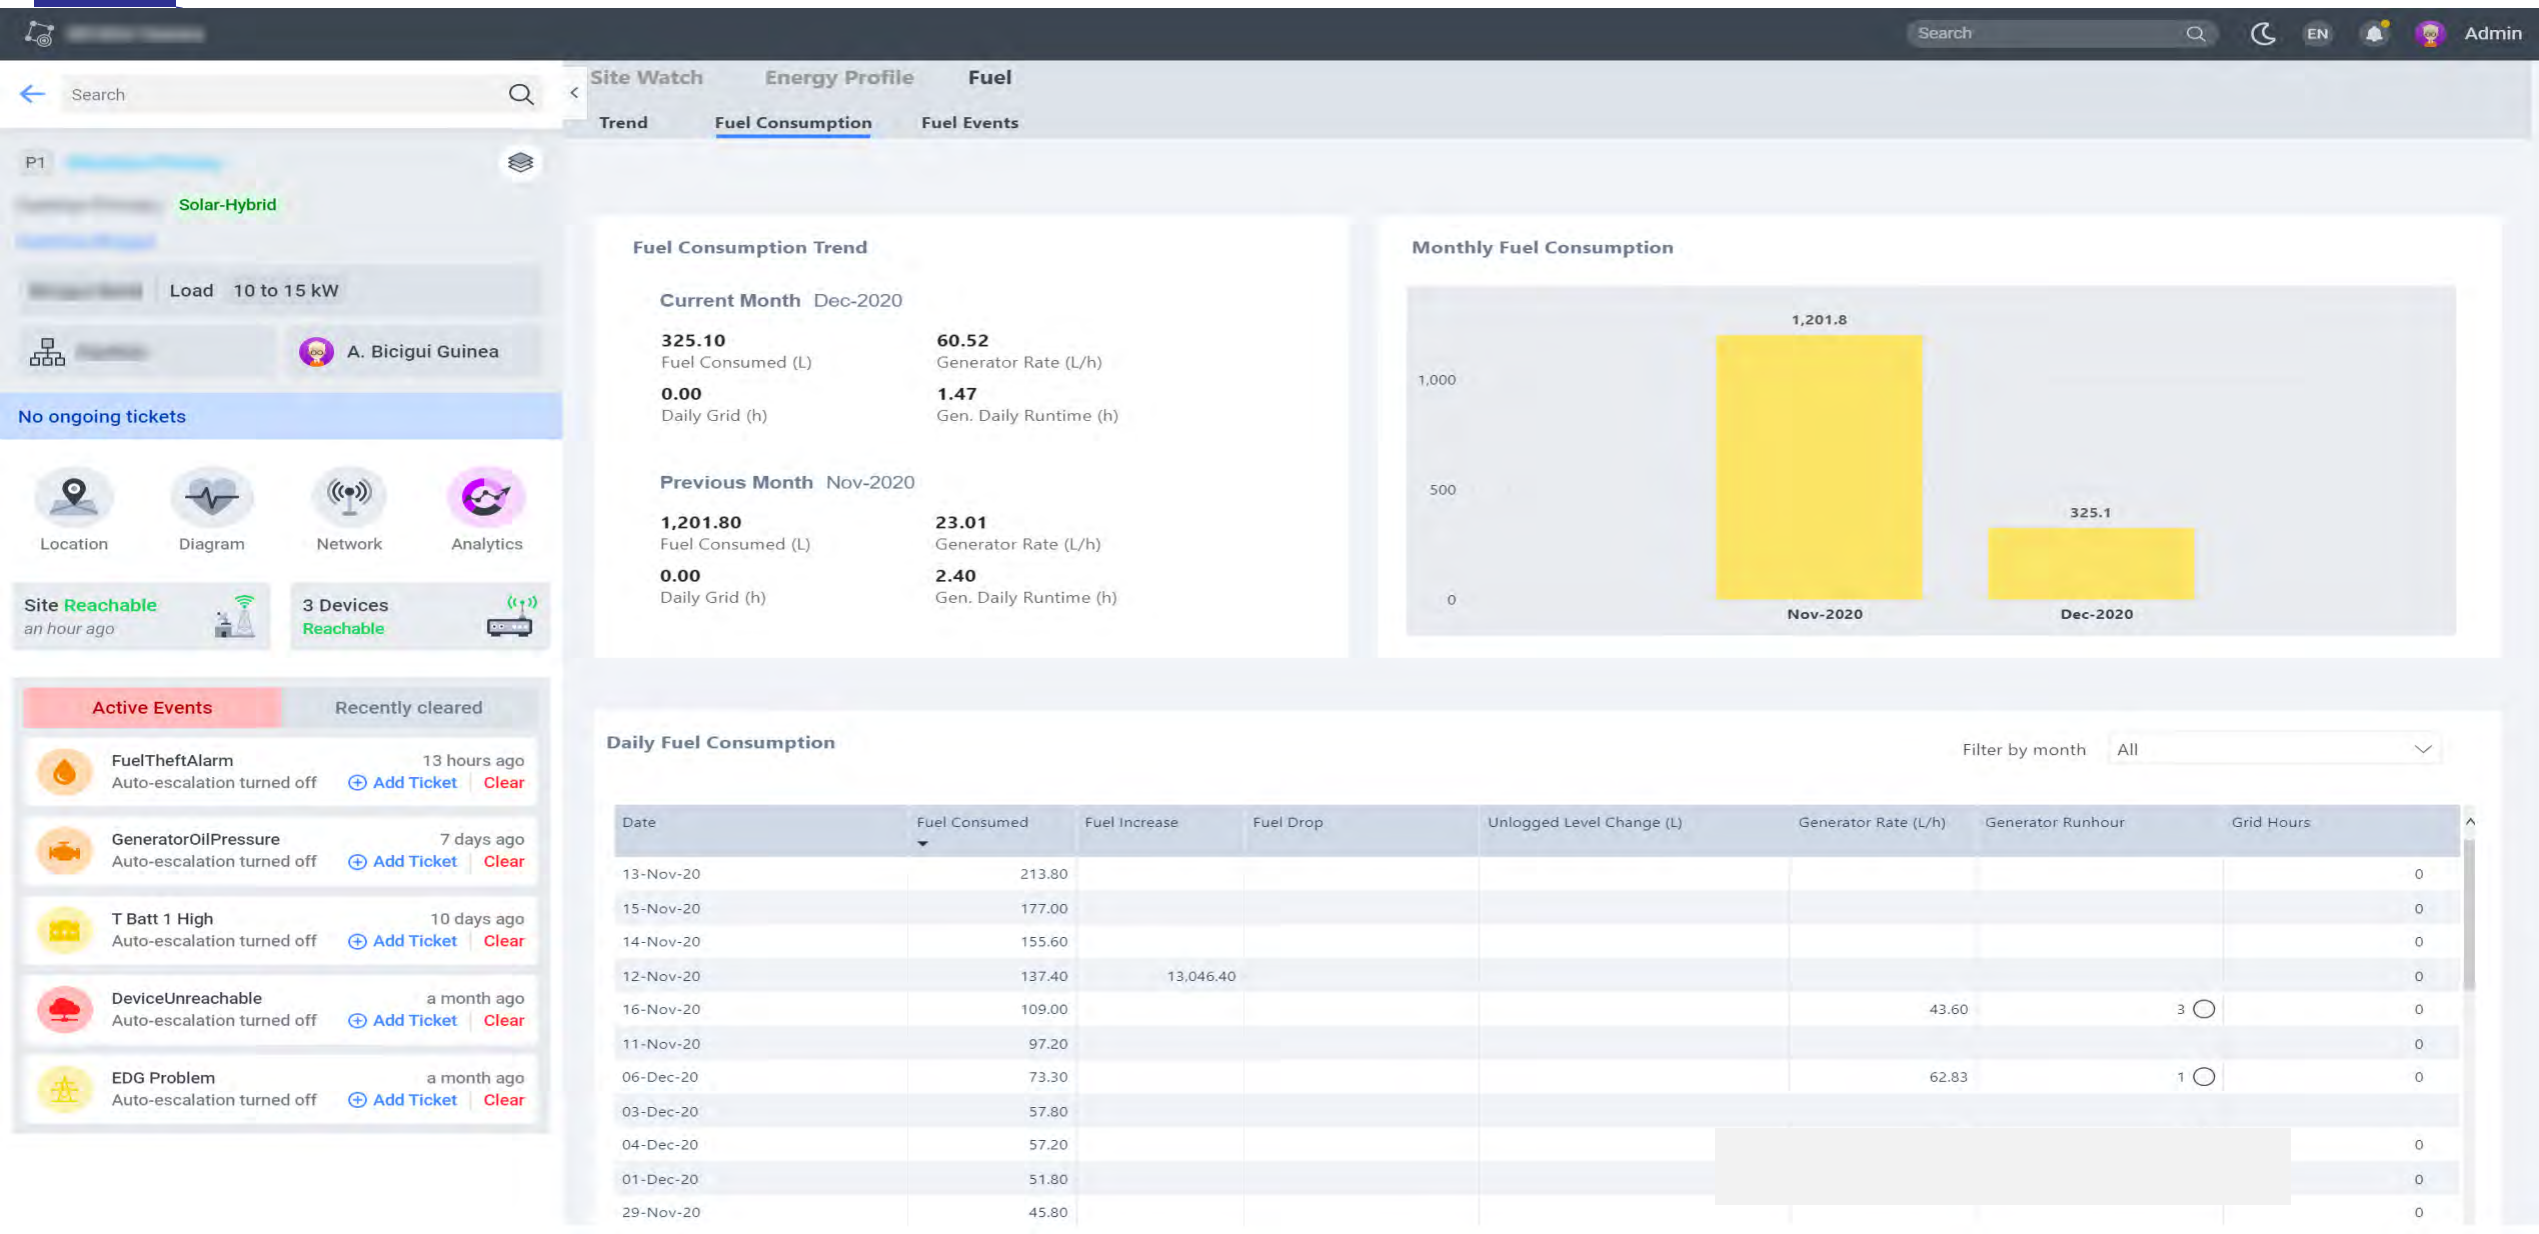 Search
EN
Admin
Search
P1
Solar-Hybrid
Load 10 to 15 kW
A. Bicigui Guinea
No ongoing tickets
Location Diagram Network Analytics
Site Reachable
an hour ago
3 Devices
Reachable
Active Events Recently cleared
FuelTheftAlarm 13 hours ago
Auto-escalation turned off Add Ticket Clear
GeneratorOilPressure 7 days ago
Auto-escalation turned off Add Ticket Clear
T Batt 1 High 10 days ago
Auto-escalation turned off Add Ticket Clear
DeviceUnreachable a month ago
Auto-escalation turned off Add Ticket Clear
EDG Problem a month ago
Auto-escalation turned off Add Ticket Clear
Site Watch Energy Profile Fuel
Trend Fuel Consumption Fuel Events
Fuel Consumption Trend
Current Month Dec-2020
325.10 60.52
Fuel Consumed (L) Generator Rate (L/h)
0.00 1.47
Daily Grid (h) Gen. Daily Runtime (h)
Previous Month Nov-2020
1,201.80 23.01
Fuel Consumed (L) Generator Rate (L/h)
0.00 2.40
Daily Grid (h) Gen. Daily Runtime (h)
Monthly Fuel Consumption
1,201.8
1,000
500
325.1
0
Nov-2020 Dec-2020
Daily Fuel Consumption
Filter by month All
Date Fuel Consumed Fuel Increase Fuel Drop Unlogged Level Change (L) Generator Rate (L/h) Generator Runhour Grid Hours
13-Nov-20 213.80 0
15-Nov-20 177.00 0
14-Nov-20 155.60 0
12-Nov-20 137.40 13,046.40 0
16-Nov-20 109.00 43.60 3 0
11-Nov-20 97.20 0
06-Dec-20 73.30 62.83 1 0
03-Dec-20 57.80
04-Dec-20 57.20 0
01-Dec-20 51.80 0
29-Nov-20 45.80 0